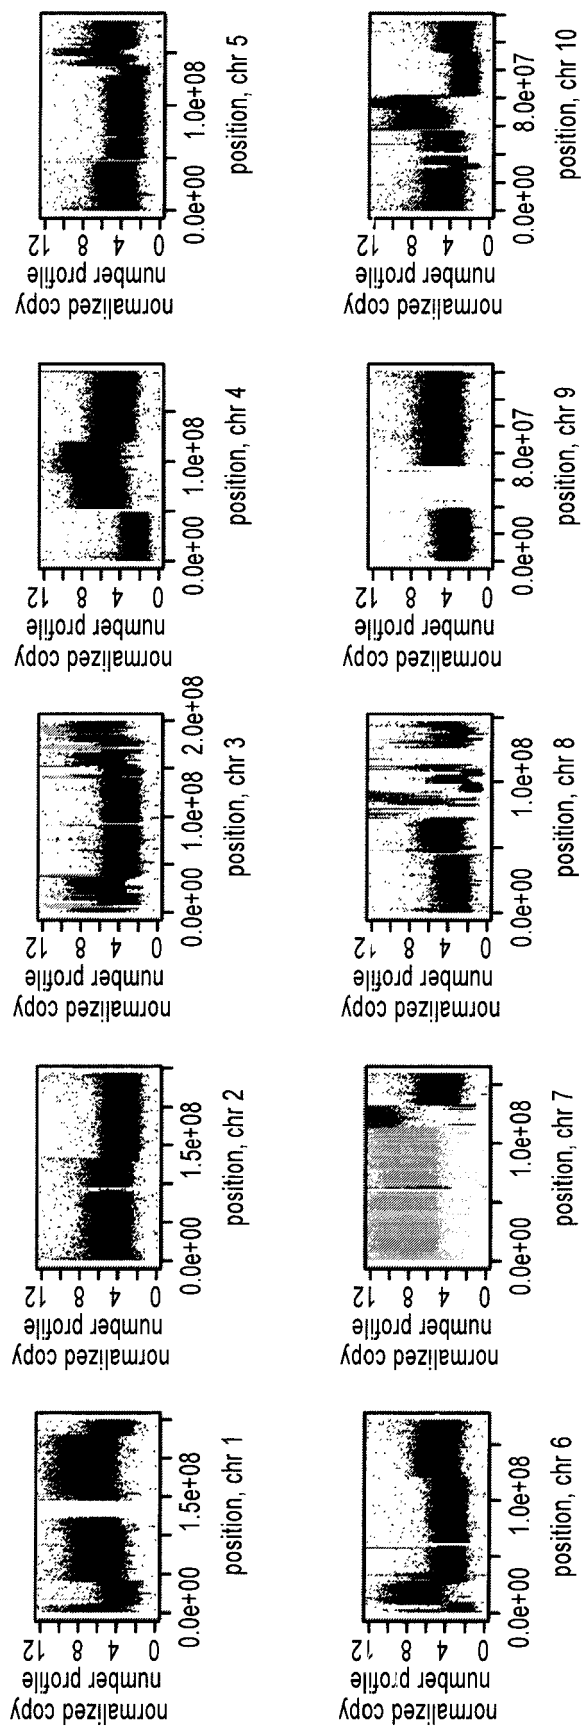 normalized copy
number profile
12 8 4 0
0.0e+00 1.0e+08
position, chr 5
normalized copy
number profile
12 8 4 0
0.0e+00 8.0e+07
position, chr 10
normalized copy
number profile
12 8 4 0
0.0e+00 1.0e+08
position, chr 4
normalized copy
number profile
12 8 4 0
0.0e+00 8.0e+07
position, chr 9
normalized copy
number profile
12 8 4 0
0.0e+00 1.0e+08 2.0e+08
position, chr 3
normalized copy
number profile
12 8 4 0
0.0e+00 1.0e+08
position, chr 8
normalized copy
number profile
12 8 4 0
0.0e+00 1.5e+08
position, chr 2
normalized copy
number profile
12 8 4 0
0.0e+00 1.0e+08
position, chr 7
normalized copy
number profile
12 8 4 0
0.0e+00 1.5e+08
position, chr 1
normalized copy
number profile
12 8 4 0
0.0e+00 1.0e+08
position, chr 6